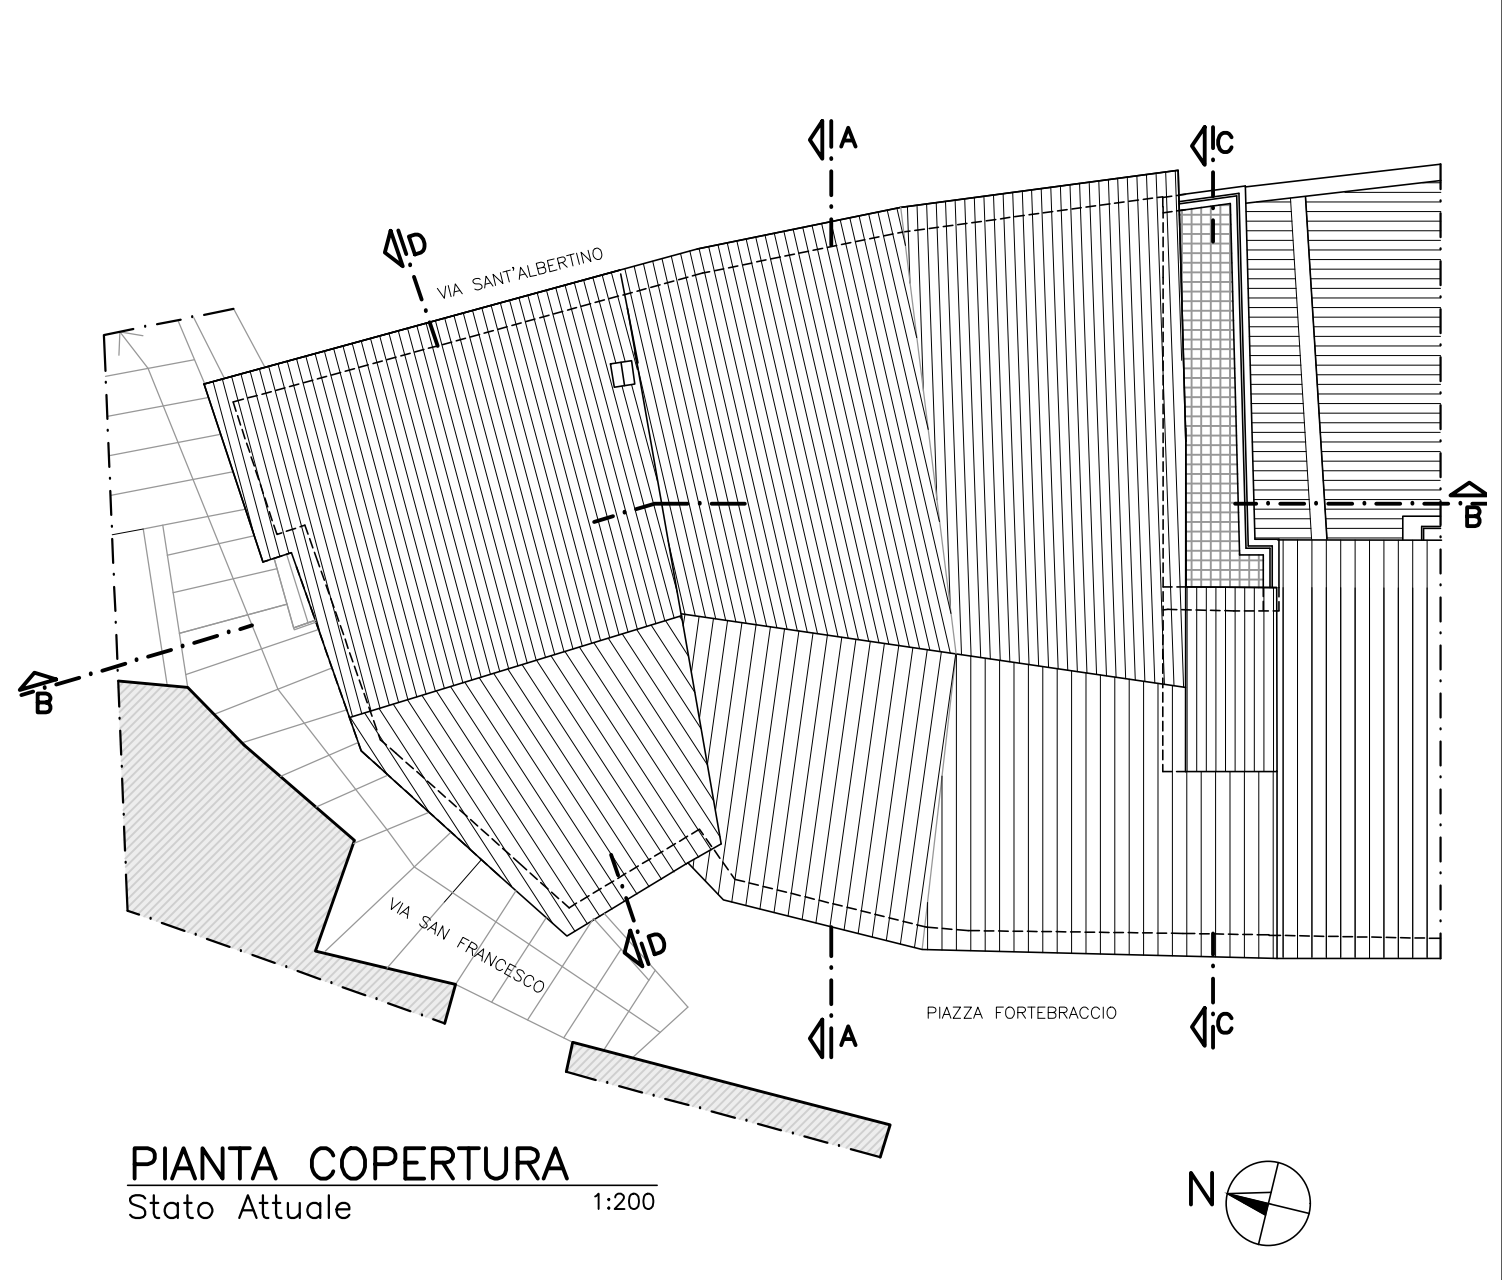 A
C
D
VIA SANT'ALBERTINO
B
B
VIA SAN FRANCESCO
D
PIAZZA FORTEBRACCIO
A
C
PIANTA COPERTURA
Stato Attuale
1:200
N